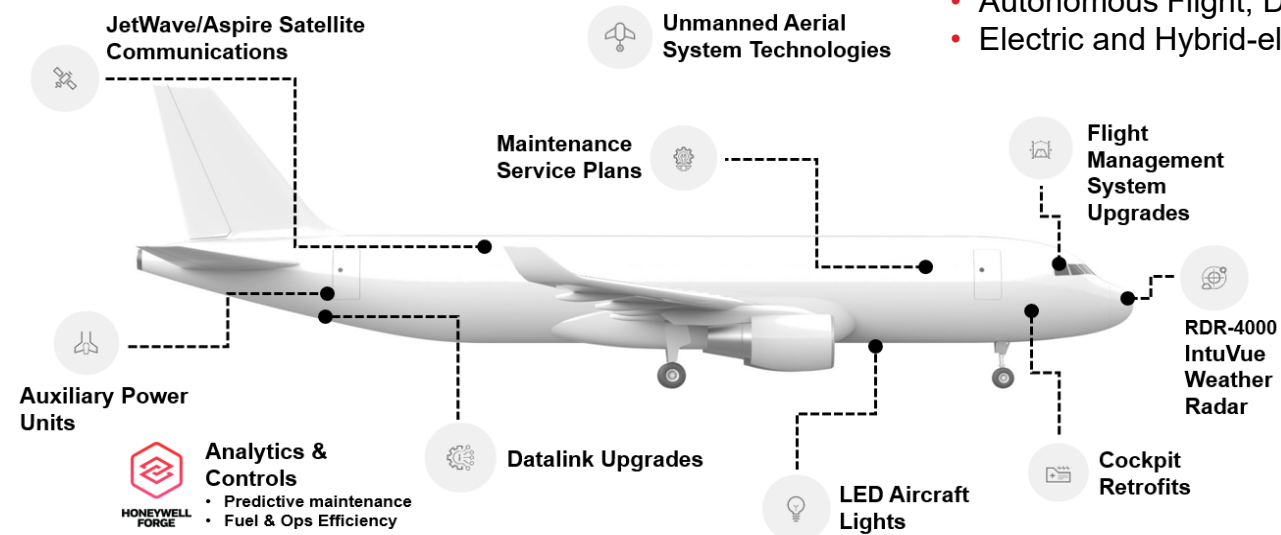 • Autonomous Flight, D
• Electric and Hybrid-el
JetWave/Aspire Satellite
Communications
Unmanned Aerial
System Technologies
Maintenance
Service Plans
Flight
Management
System
Upgrades
RDR-4000
IntuVue
Weather
Radar
Auxiliary Power
Units
HONEYWELL
FORGE
Analytics &
Controls
• Predictive maintenance
• Fuel & Ops Efficiency
Datalink Upgrades
LED Aircraft
Lights
Cockpit
Retrofits